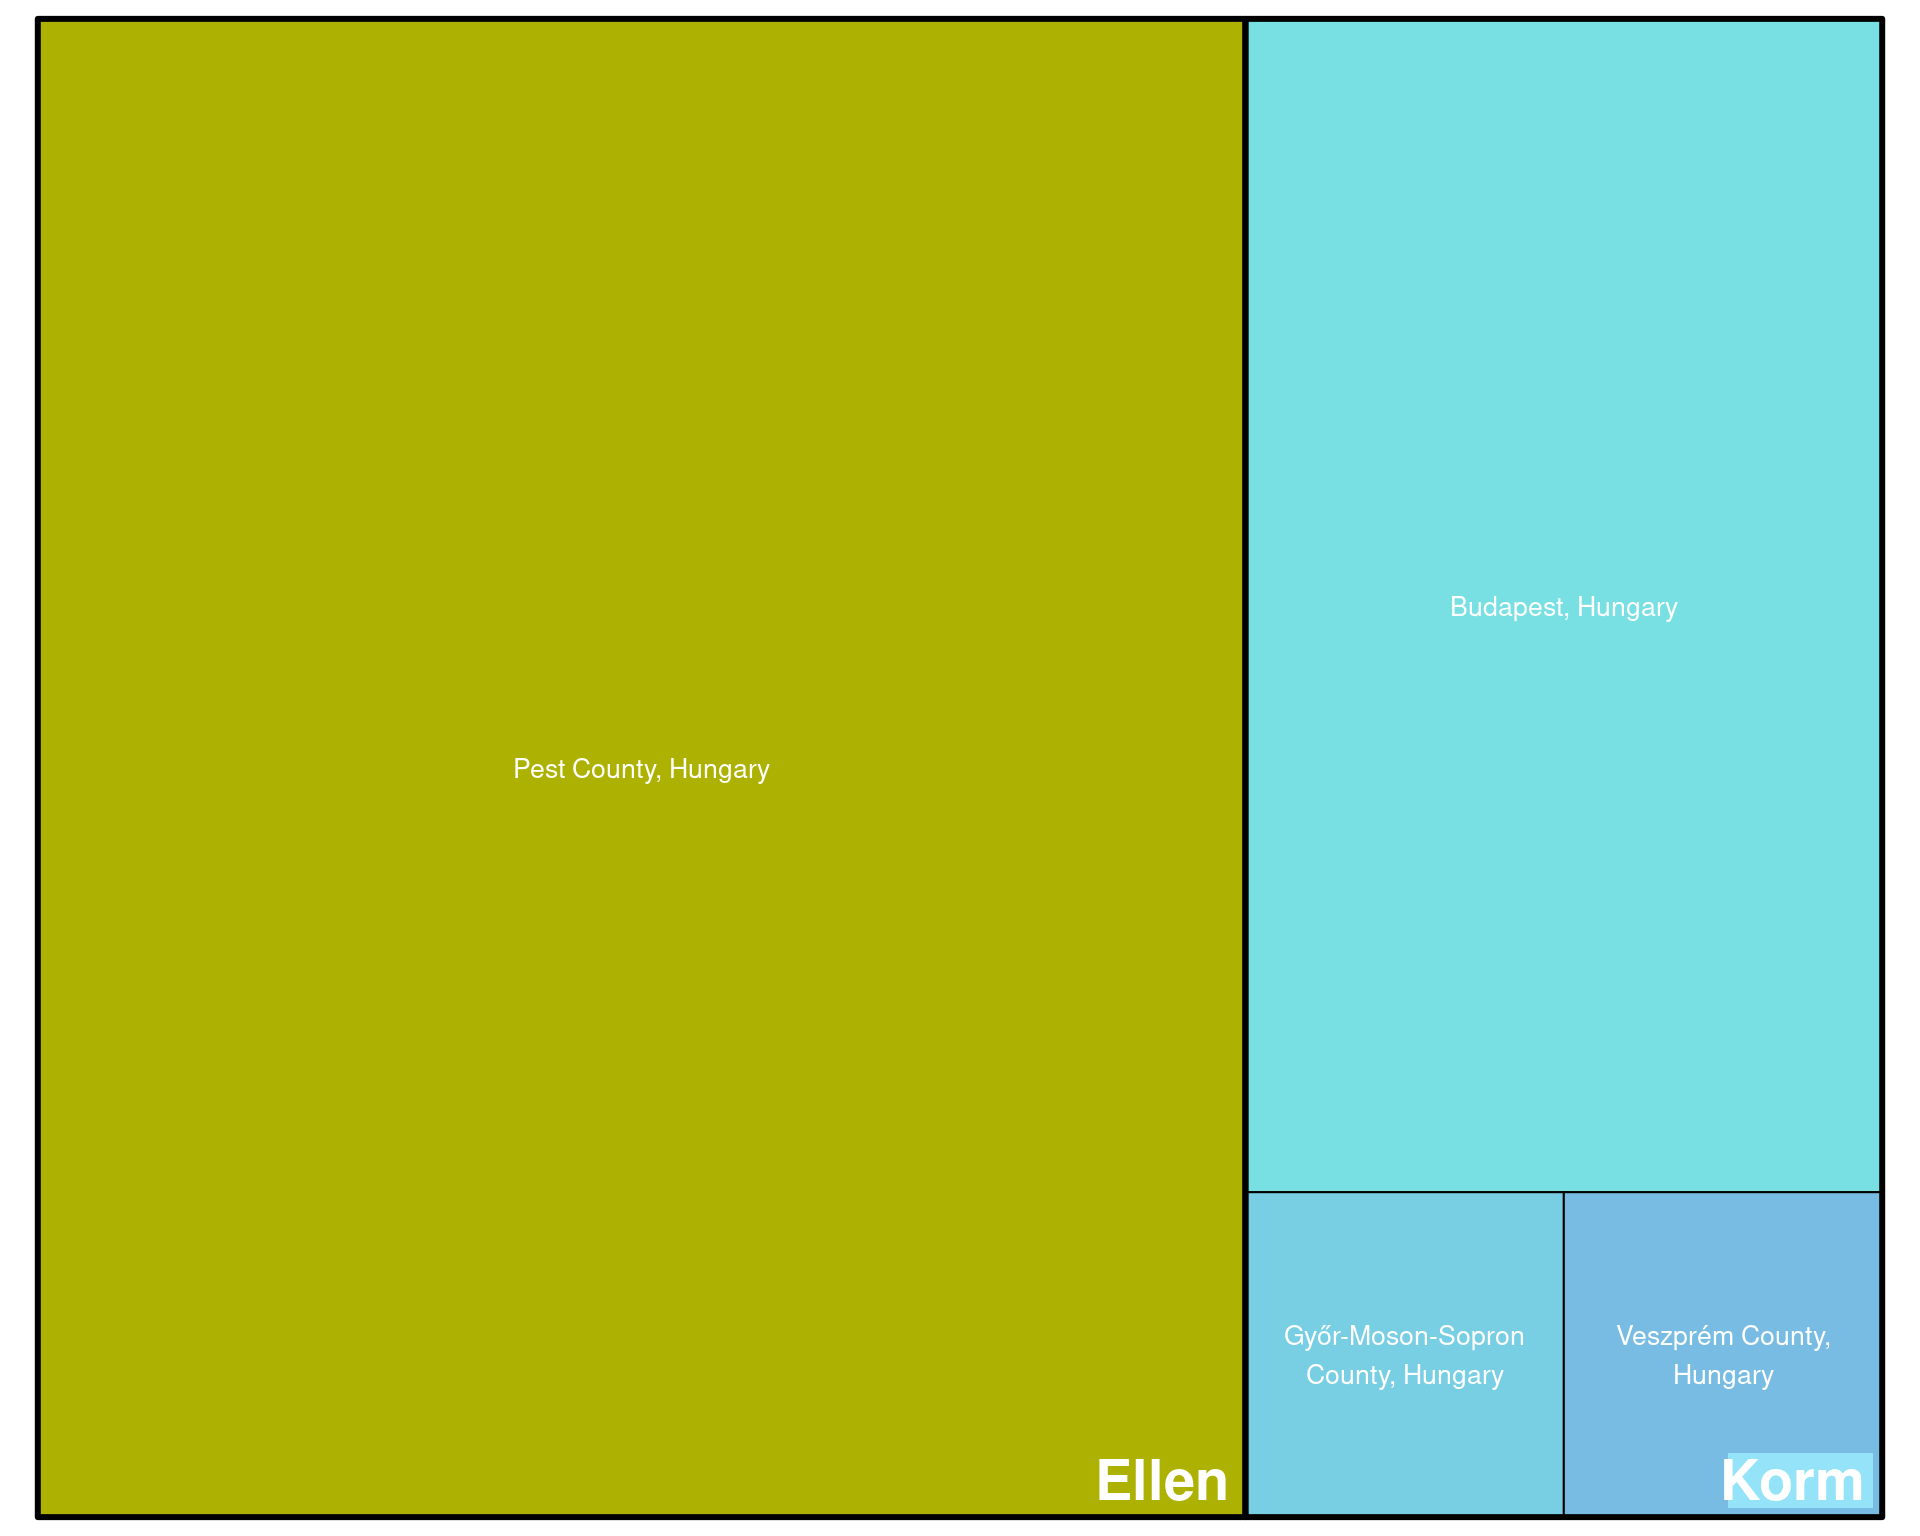 Pest County, Hungary
Ellen
Budapest, Hungary
Győr-Moson-Sopron
County, Hungary
Veszprém County,
Hungary
Korm